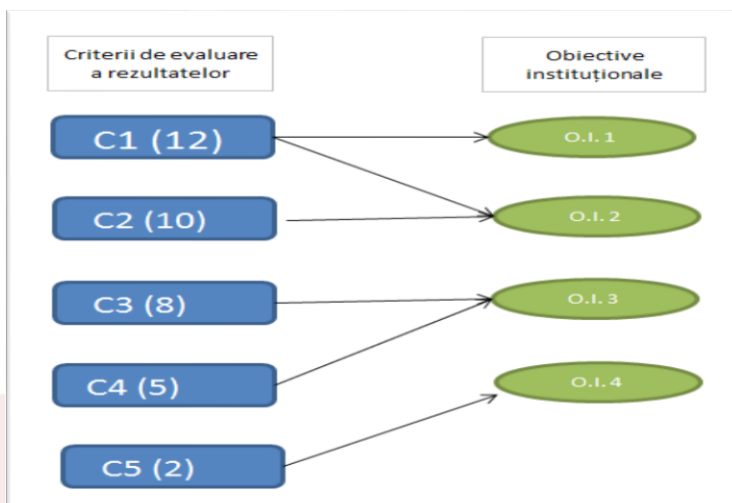 Criterii de evaluare
a rezultatelor
Obiective
instituționale
C1 (12)
O.I. 1
C2 (10)
O.I. 2
C3 (8)
O.I. 3
C4 (5)
O.I. 4
C5 (2)